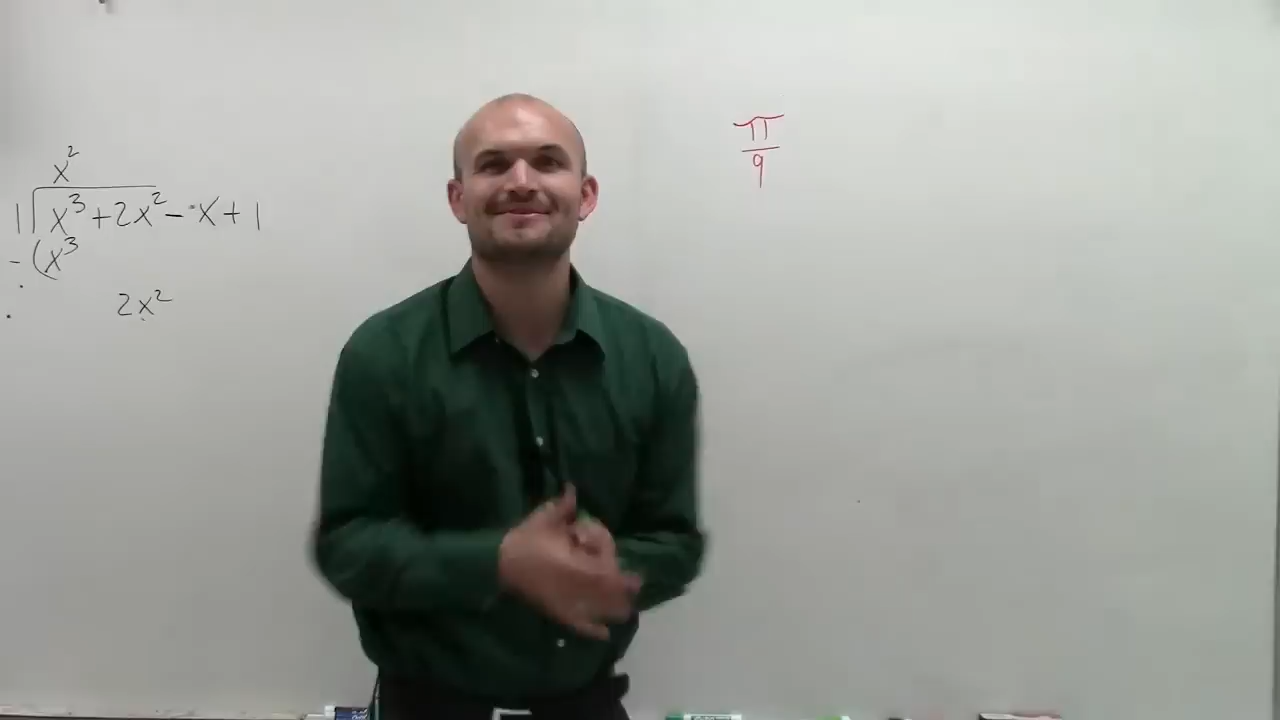 x²
1 x³ + 2x² - x + 1
- (x³
2x²
π
9